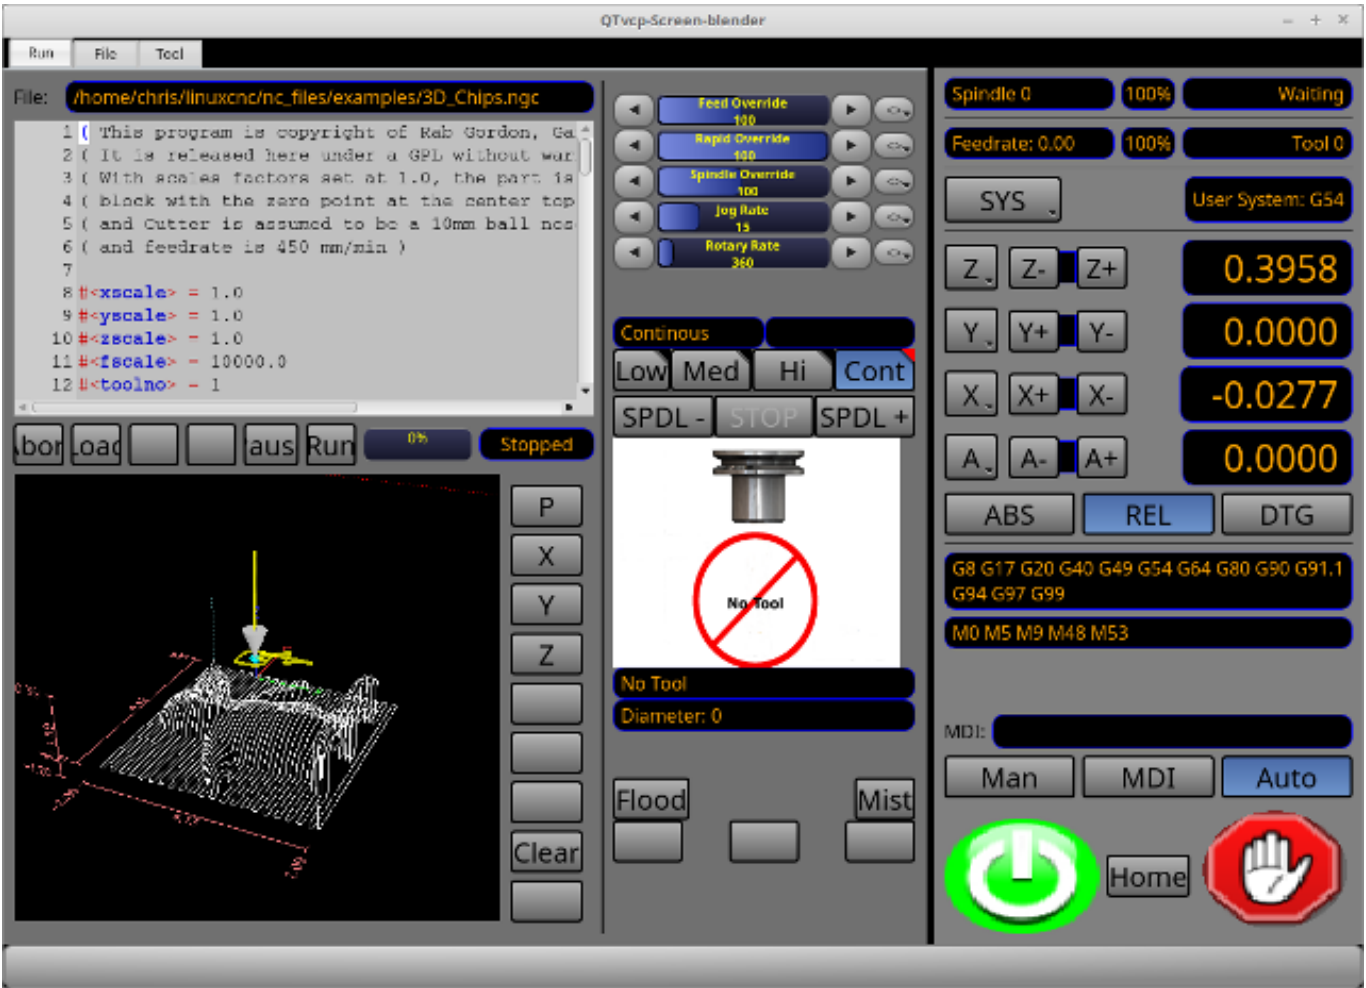 QTvcp-Screen-blender
Run File Tool
File: /home/chris/linuxcnc/nc_files/examples/3D_Chips.ngc
1 ( This program is copyright of Rab Gordon, Ga
2 ( It is released here under a GPL without war
3 ( With scales factors set at 1.0, the part is
4 ( block with the zero point at the center top
5 ( and Cutter is assumed to be a 10mm ball nos
6 ( and feedrate is 450 mm/min )
7
8 #<xscale> = 1.0
9 #<yscale> = 1.0
10 #<zscale> = 1.0
11 #<fscale> = 10000.0
12 #<toolno> = 1
Abor Load Paus Run 0% Stopped
P
X
Y
Z
Clear
Feed Override
100
Rapid Override
100
Spindle Override
100
Jog Rate
15
Rotary Rate
360
Continous
Low Med Hi Cont
SPDL - STOP SPDL +
No Tool
No Tool
Diameter: 0
Flood Mist
Spindle 0 100% Waiting
Feedrate: 0.00 100% Tool 0
SYS User System: G54
Z Z- Z+ 0.3958
Y Y+ Y- 0.0000
X X+ X- -0.0277
A A- A+ 0.0000
ABS REL DTG
G8 G17 G20 G40 G49 G54 G64 G80 G90 G91.1
G94 G97 G99
M0 M5 M9 M48 M53
MDI:
Man MDI Auto
Home